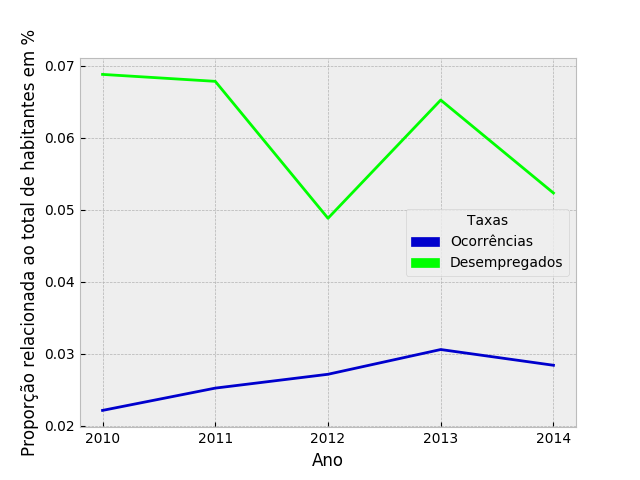 Proporção relacionada ao total de habitantes em %
0.07
0.06
0.05
0.04
0.03
0.02
Taxas
Ocorrências
Desempregados
2010 2011 2012 2013 2014
Ano